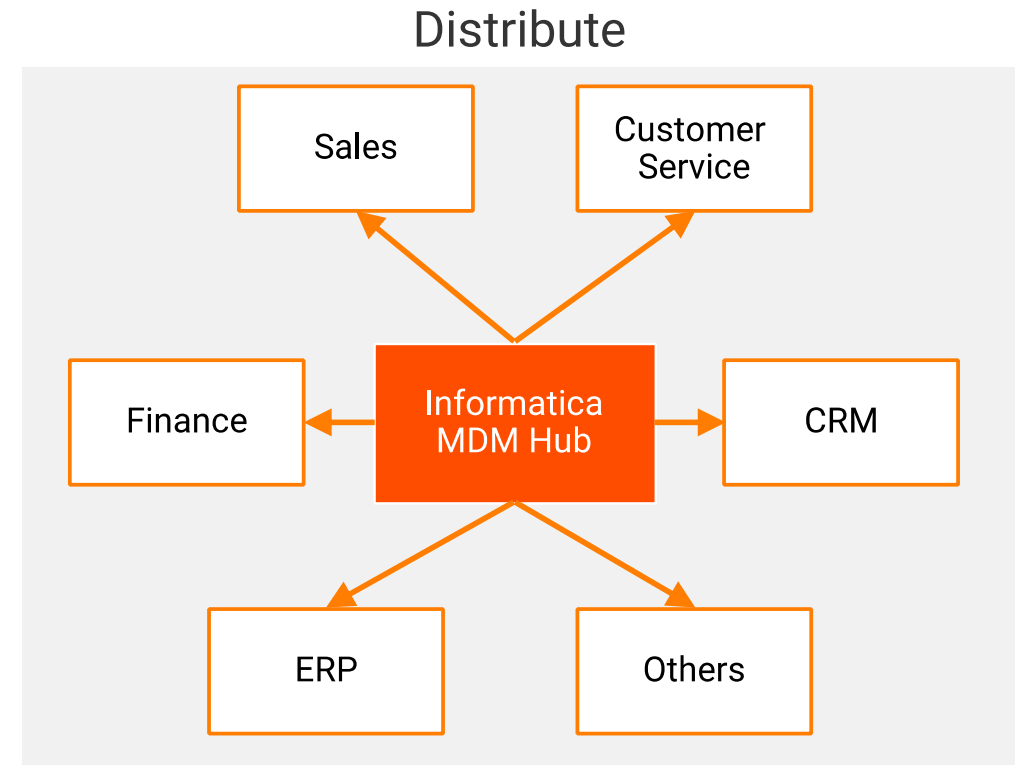 Distribute
Sales
Customer
Service
Finance
Informatica
MDM Hub
CRM
ERP
Others